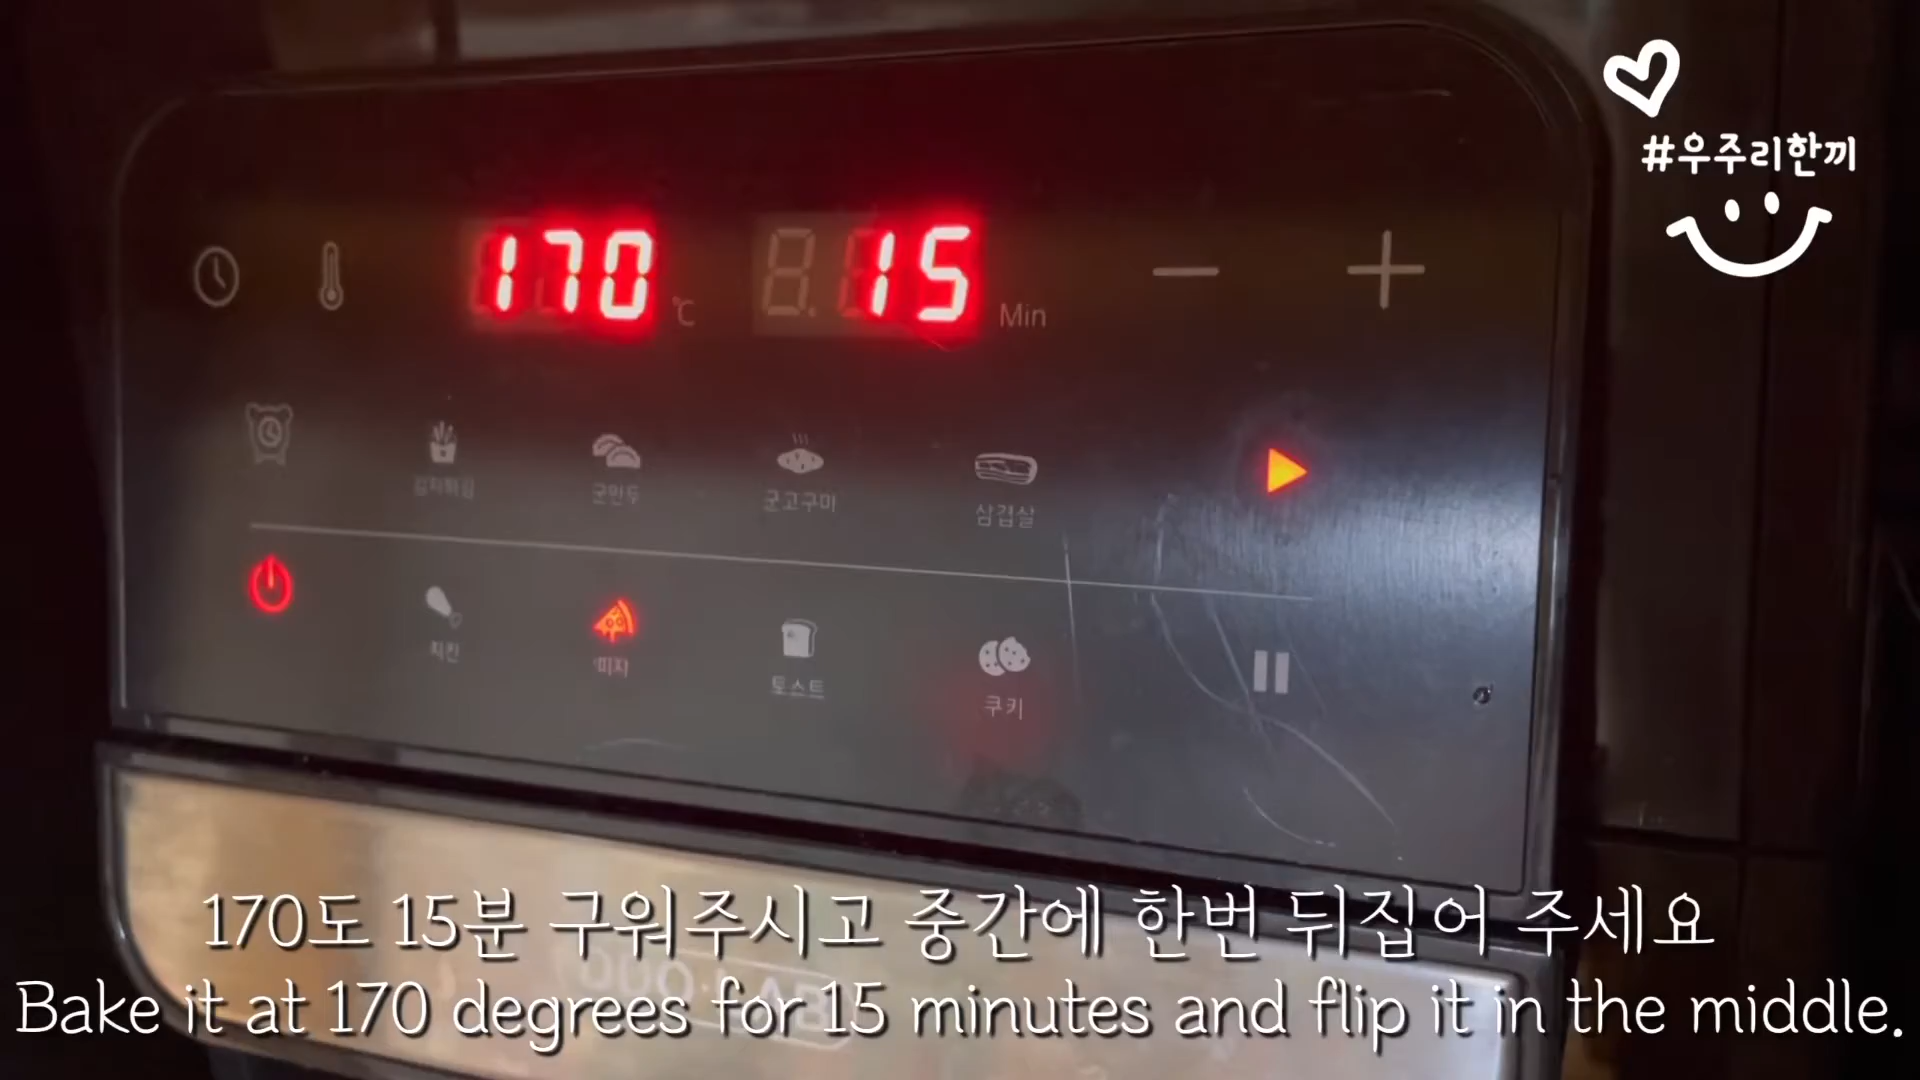 #우주리한끼
170 ℃ 15 Min
감자튀김 군만두 군고구마 삼겹살
치킨 피자 토스트 쿠키
170도 15분 구워주시고 중간에 한번 뒤집어 주세요
Bake it at 170 degrees for 15 minutes and flip it in the middle.